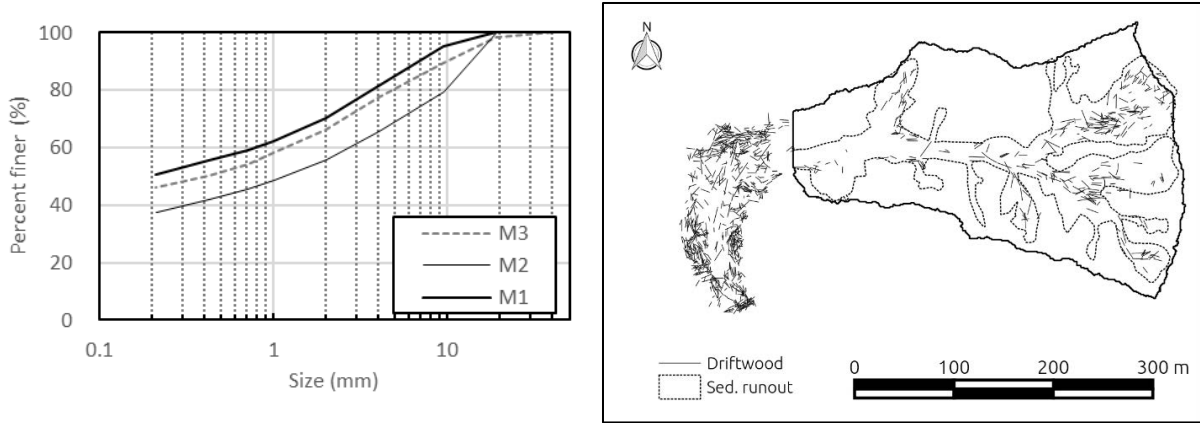 Percent finer (%)
100
80
60
40
20
0
0.1
1
10
Size (mm)
M3
M2
M1
N
Driftwood
Sed. runout
0
100
200
300 m